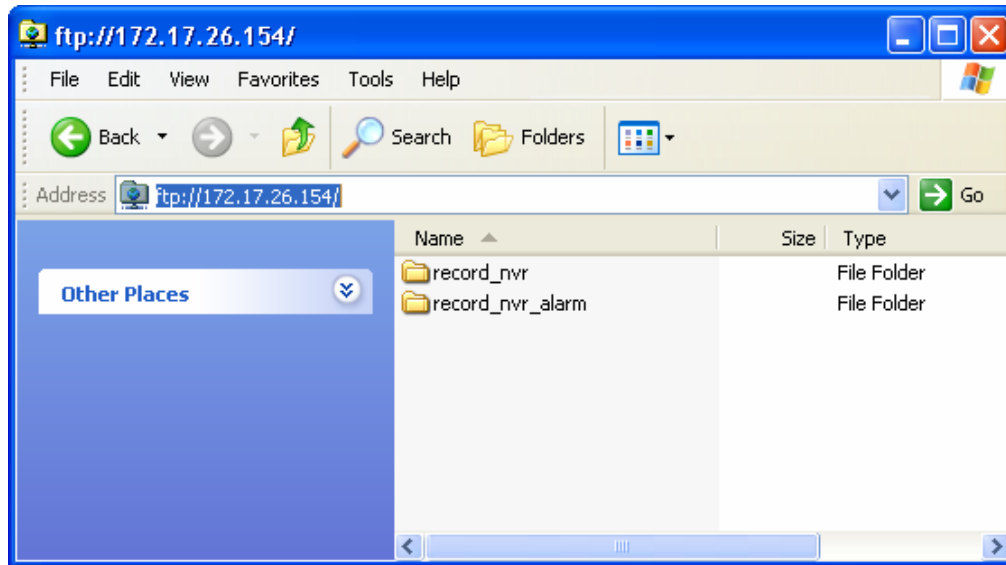 ftp://172.17.26.154/
File Edit View Favorites Tools Help
Back Search Folders
Address ftp://172.17.26.154/ Go
Name Size Type
Other Places
record_nvr File Folder
record_nvr_alarm File Folder